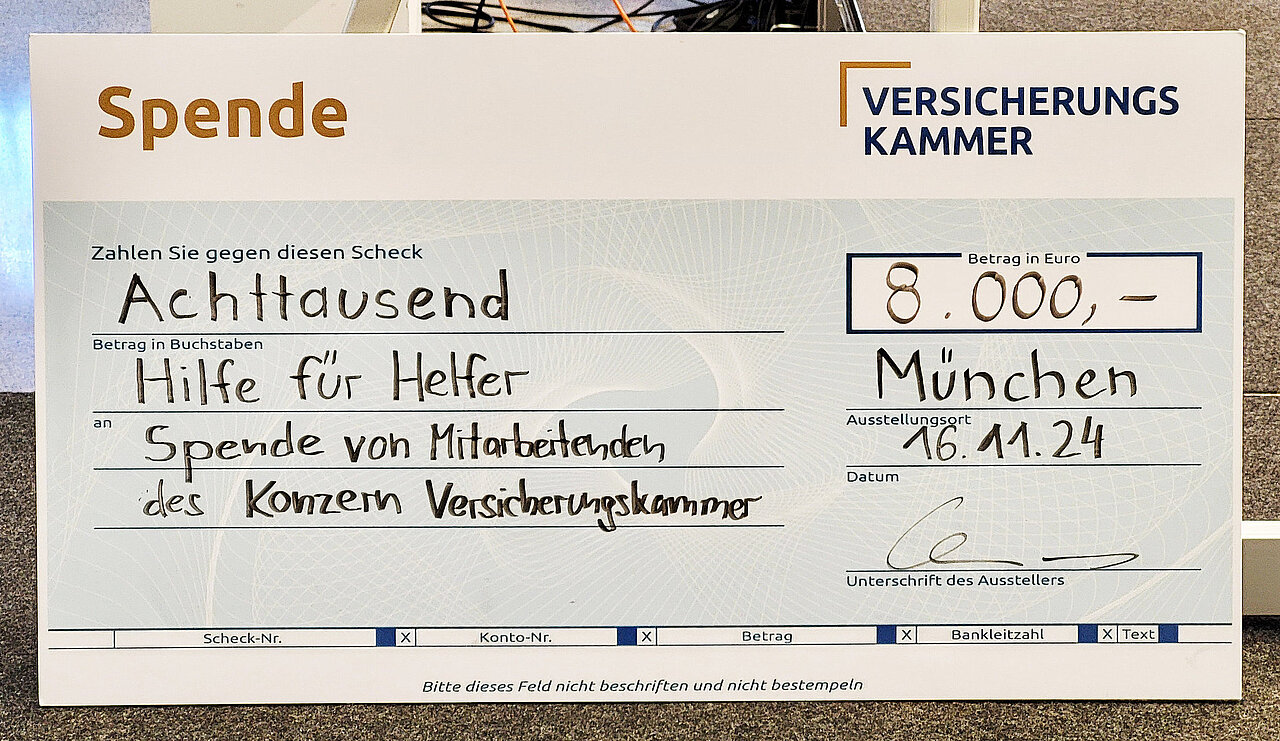 Spende
VERSICHERUNGS
KAMMER
Zahlen Sie gegen diesen Scheck
Achttausend
Betrag in Buchstaben
Hilfe für Helfer
an
Spende von Mitarbeitenden
des Konzern Versicherungskammer
Betrag in Euro
8.000,-
München
Ausstellungsort
16.11.24
Datum
Unterschrift des Ausstellers
Scheck-Nr. X Konto-Nr. X Betrag X Bankleitzahl X Text
Bitte dieses Feld nicht beschriften und nicht bestempeln